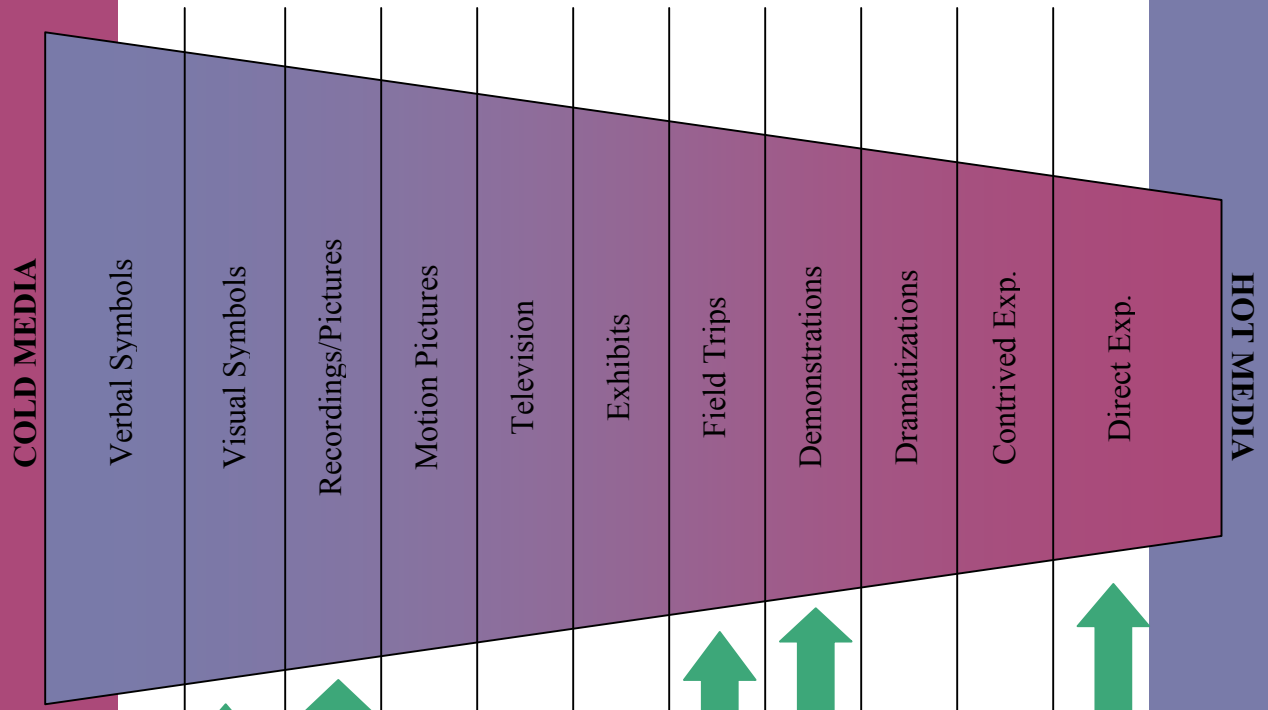 COLD MEDIA
Verbal Symbols
Visual Symbols
Recordings/Pictures
Motion Pictures
Television
Exhibits
Field Trips
Demonstrations
Dramatizations
Contrived Exp.
Direct Exp.
HOT MEDIA